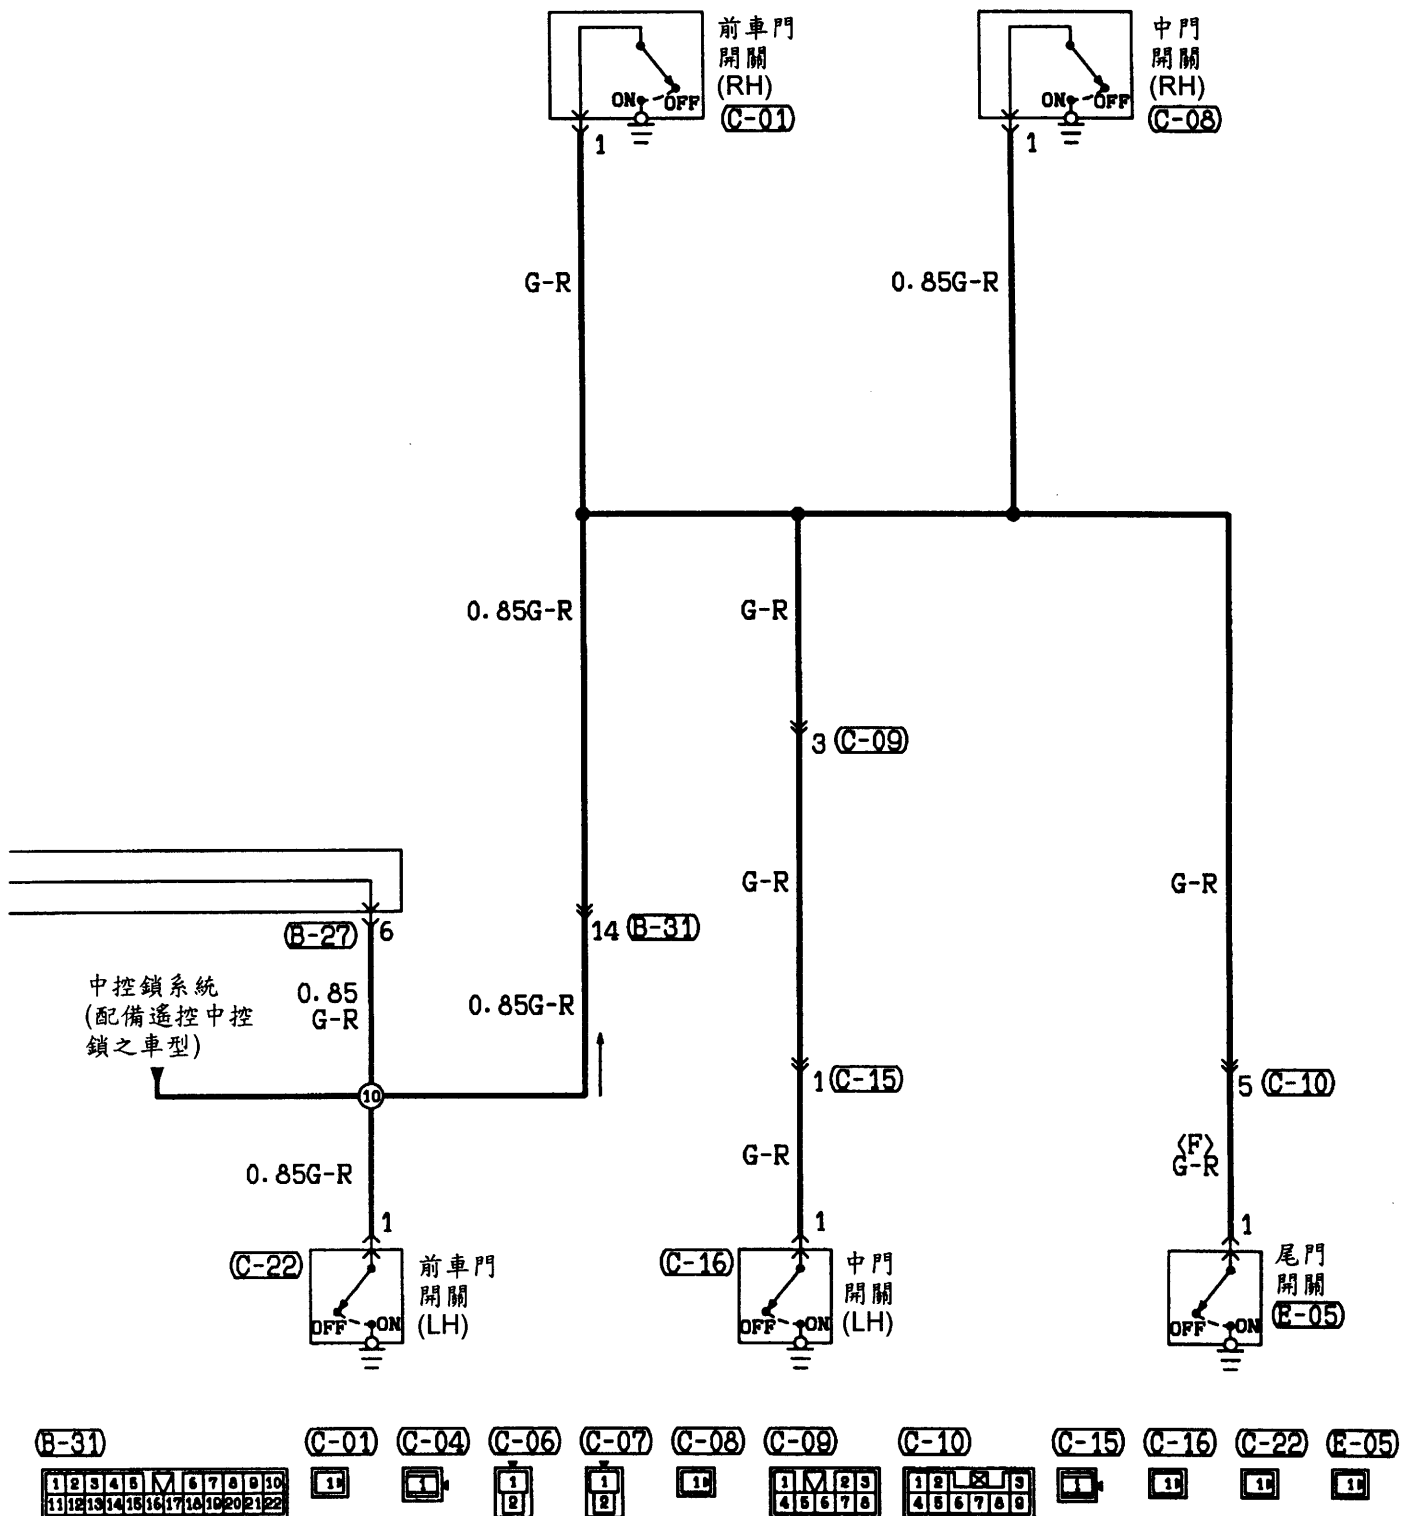 前車門
開關
(RH)
C-01
ON
OFF
1
中門
開關
(RH)
C-08
ON
OFF
1
G-R
0.85G-R
0.85G-R
G-R
3
C-09
G-R
G-R
B-27
6
14
B-31
中控鎖系統
(配備遙控中控
鎖之車型)
0.85
G-R
0.85G-R
10
1
C-15
5
C-10
0.85G-R
G-R
<F>
G-R
1
1
1
C-22
前車門
開關
(LH)
OFF
ON
C-16
中門
開關
(LH)
OFF
ON
尾門
開關
E-05
OFF
ON
B-31
C-01
C-04
C-06
C-07
C-08
C-09
C-10
C-15
C-16
C-22
E-05
1 2 3 4 5 6 7 8 9 10
11 12 13 14 15 16 17 18 19 20 21 22
1
1
1
2
1
2
1
1 2 3
4 5 6 7 8
1 2 3
4 5 6 7 8 9
1
1
1
1